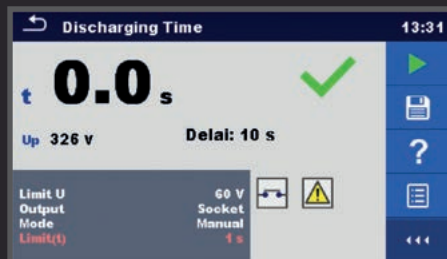 Discharging Time 13:31
t 0.0 s
Up 326 V Delai: 10 s
Limit U 60 V
Output Socket
Mode Manual
Limit(t) 1 s
?